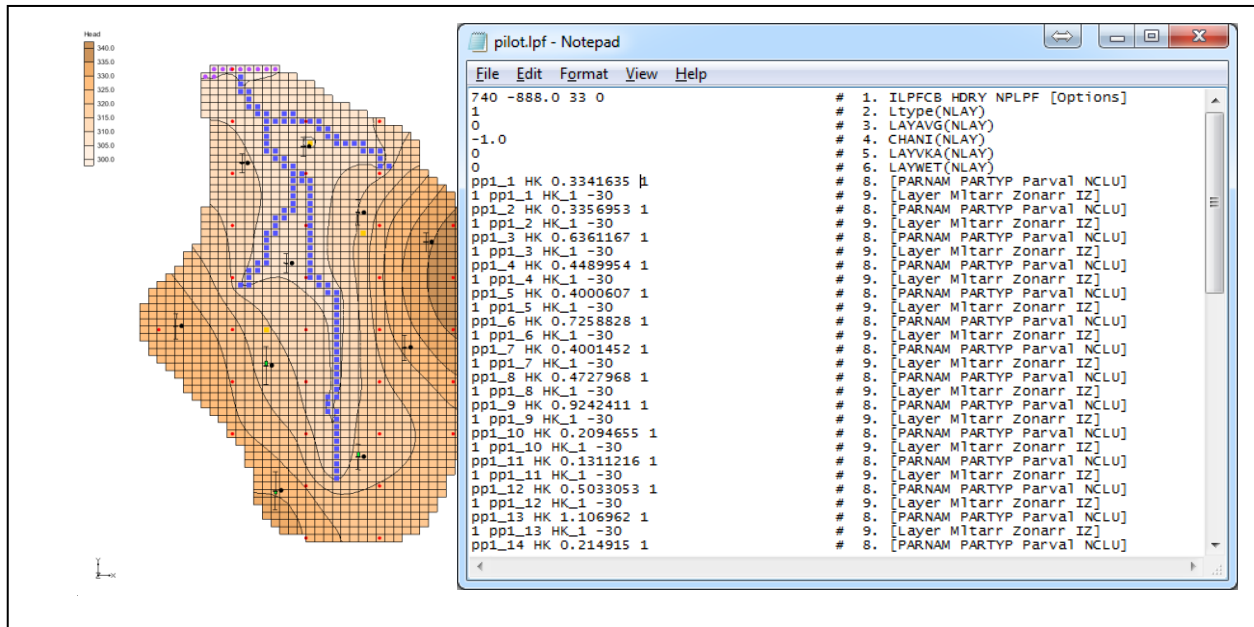 Head
340.0
335.0
330.0
325.0
320.0
315.0
310.0
305.0
300.0
Y
Z X
pilot.lpf - Notepad
File Edit Format View Help
740 -888.0 33 0 # 1. ILPFCB HDRY NPLPF [Options]
1 # 2. Ltype(NLAY)
0 # 3. LAYAVG(NLAY)
-1.0 # 4. CHANI(NLAY)
0 # 5. LAYVKA(NLAY)
0 # 6. LAYWET(NLAY)
pp1_1 HK 0.3341635 1 # 8. [PARNAM PARTYP Parval NCLU]
1 pp1_1 HK_1 -30 # 9. [Layer Mltarr Zonarr IZ]
pp1_2 HK 0.3356953 1 # 8. [PARNAM PARTYP Parval NCLU]
1 pp1_2 HK_1 -30 # 9. [Layer Mltarr Zonarr IZ]
pp1_3 HK 0.6361167 1 # 8. [PARNAM PARTYP Parval NCLU]
1 pp1_3 HK_1 -30 # 9. [Layer Mltarr Zonarr IZ]
pp1_4 HK 0.4489954 1 # 8. [PARNAM PARTYP Parval NCLU]
1 pp1_4 HK_1 -30 # 9. [Layer Mltarr Zonarr IZ]
pp1_5 HK 0.4000607 1 # 8. [PARNAM PARTYP Parval NCLU]
1 pp1_5 HK_1 -30 # 9. [Layer Mltarr Zonarr IZ]
pp1_6 HK 0.7258828 1 # 8. [PARNAM PARTYP Parval NCLU]
1 pp1_6 HK_1 -30 # 9. [Layer Mltarr Zonarr IZ]
pp1_7 HK 0.4001452 1 # 8. [PARNAM PARTYP Parval NCLU]
1 pp1_7 HK_1 -30 # 9. [Layer Mltarr Zonarr IZ]
pp1_8 HK 0.4727968 1 # 8. [PARNAM PARTYP Parval NCLU]
1 pp1_8 HK_1 -30 # 9. [Layer Mltarr Zonarr IZ]
pp1_9 HK 0.9242411 1 # 8. [PARNAM PARTYP Parval NCLU]
1 pp1_9 HK_1 -30 # 9. [Layer Mltarr Zonarr IZ]
pp1_10 HK 0.2094655 1 # 8. [PARNAM PARTYP Parval NCLU]
1 pp1_10 HK_1 -30 # 9. [Layer Mltarr Zonarr IZ]
pp1_11 HK 0.1311216 1 # 8. [PARNAM PARTYP Parval NCLU]
1 pp1_11 HK_1 -30 # 9. [Layer Mltarr Zonarr IZ]
pp1_12 HK 0.5033053 1 # 8. [PARNAM PARTYP Parval NCLU]
1 pp1_12 HK_1 -30 # 9. [Layer Mltarr Zonarr IZ]
pp1_13 HK 1.106962 1 # 8. [PARNAM PARTYP Parval NCLU]
1 pp1_13 HK_1 -30 # 9. [Layer Mltarr Zonarr IZ]
pp1_14 HK 0.214915 1 # 8. [PARNAM PARTYP Parval NCLU]